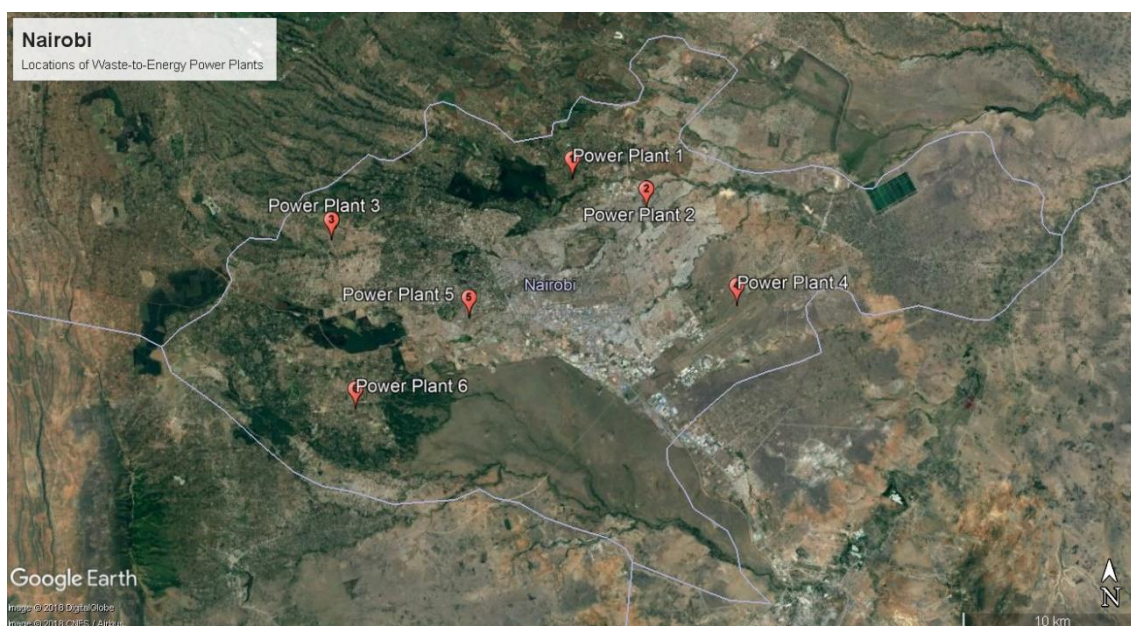 Nairobi
Locations of Waste-to-Energy Power Plants
Power Plant 1
2
Power Plant 2
Power Plant 3
3
Power Plant 4
Nairobi
Power Plant 5
5
Power Plant 6
Google Earth
N
Image © 2018 DigitalGlobe
Image © 2018 CNES / Airbus
10 km